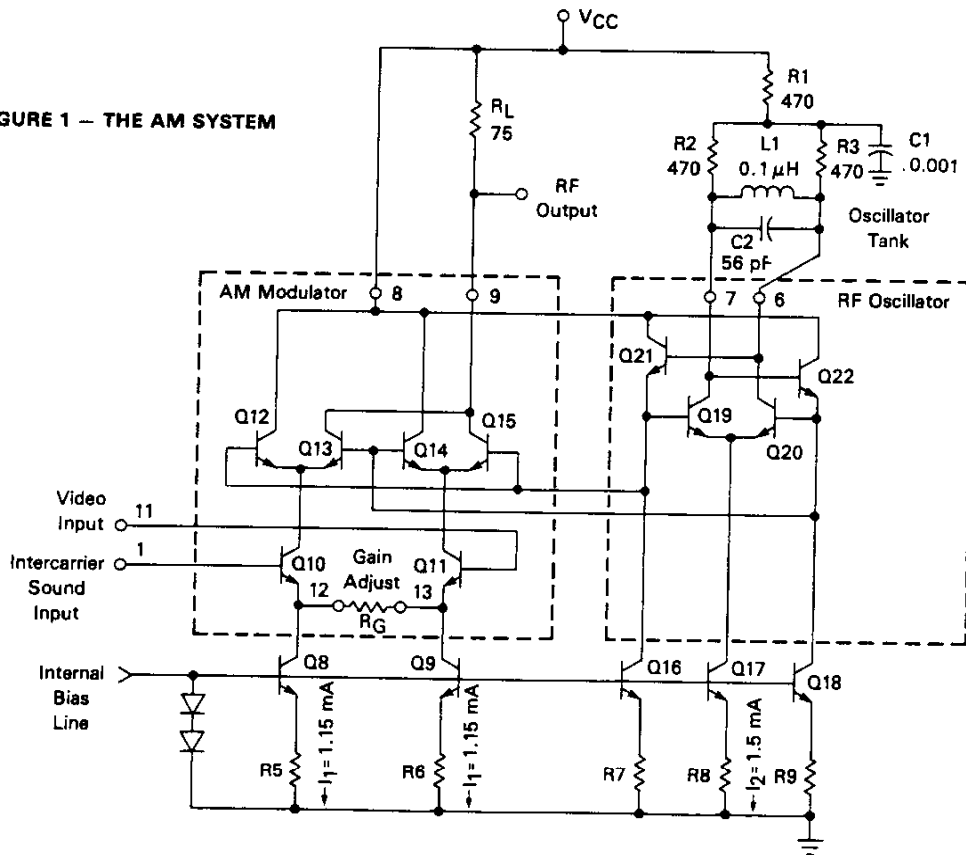 VCC
GURE 1 — THE AM SYSTEM
RL
75
R1
470
R2
470
L1
0.1 μH
R3
470
C1
.0.001
RF
Output
Oscillator
Tank
C2
56 pF
AM Modulator
8
9
7
6
RF Oscillator
Q21
Q22
Q12
Q13
Q14
Q15
Q19
Q20
Video
Input
11
Intercarrier
Sound
Input
1
Q10
Gain
Adjust
Q11
12
13
RG
Internal
Bias
Line
Q8
Q9
Q16
Q17
Q18
R5
I1 = 1.15 mA
R6
I1 = 1.15 mA
R7
R8
I2 = 1.5 mA
R9